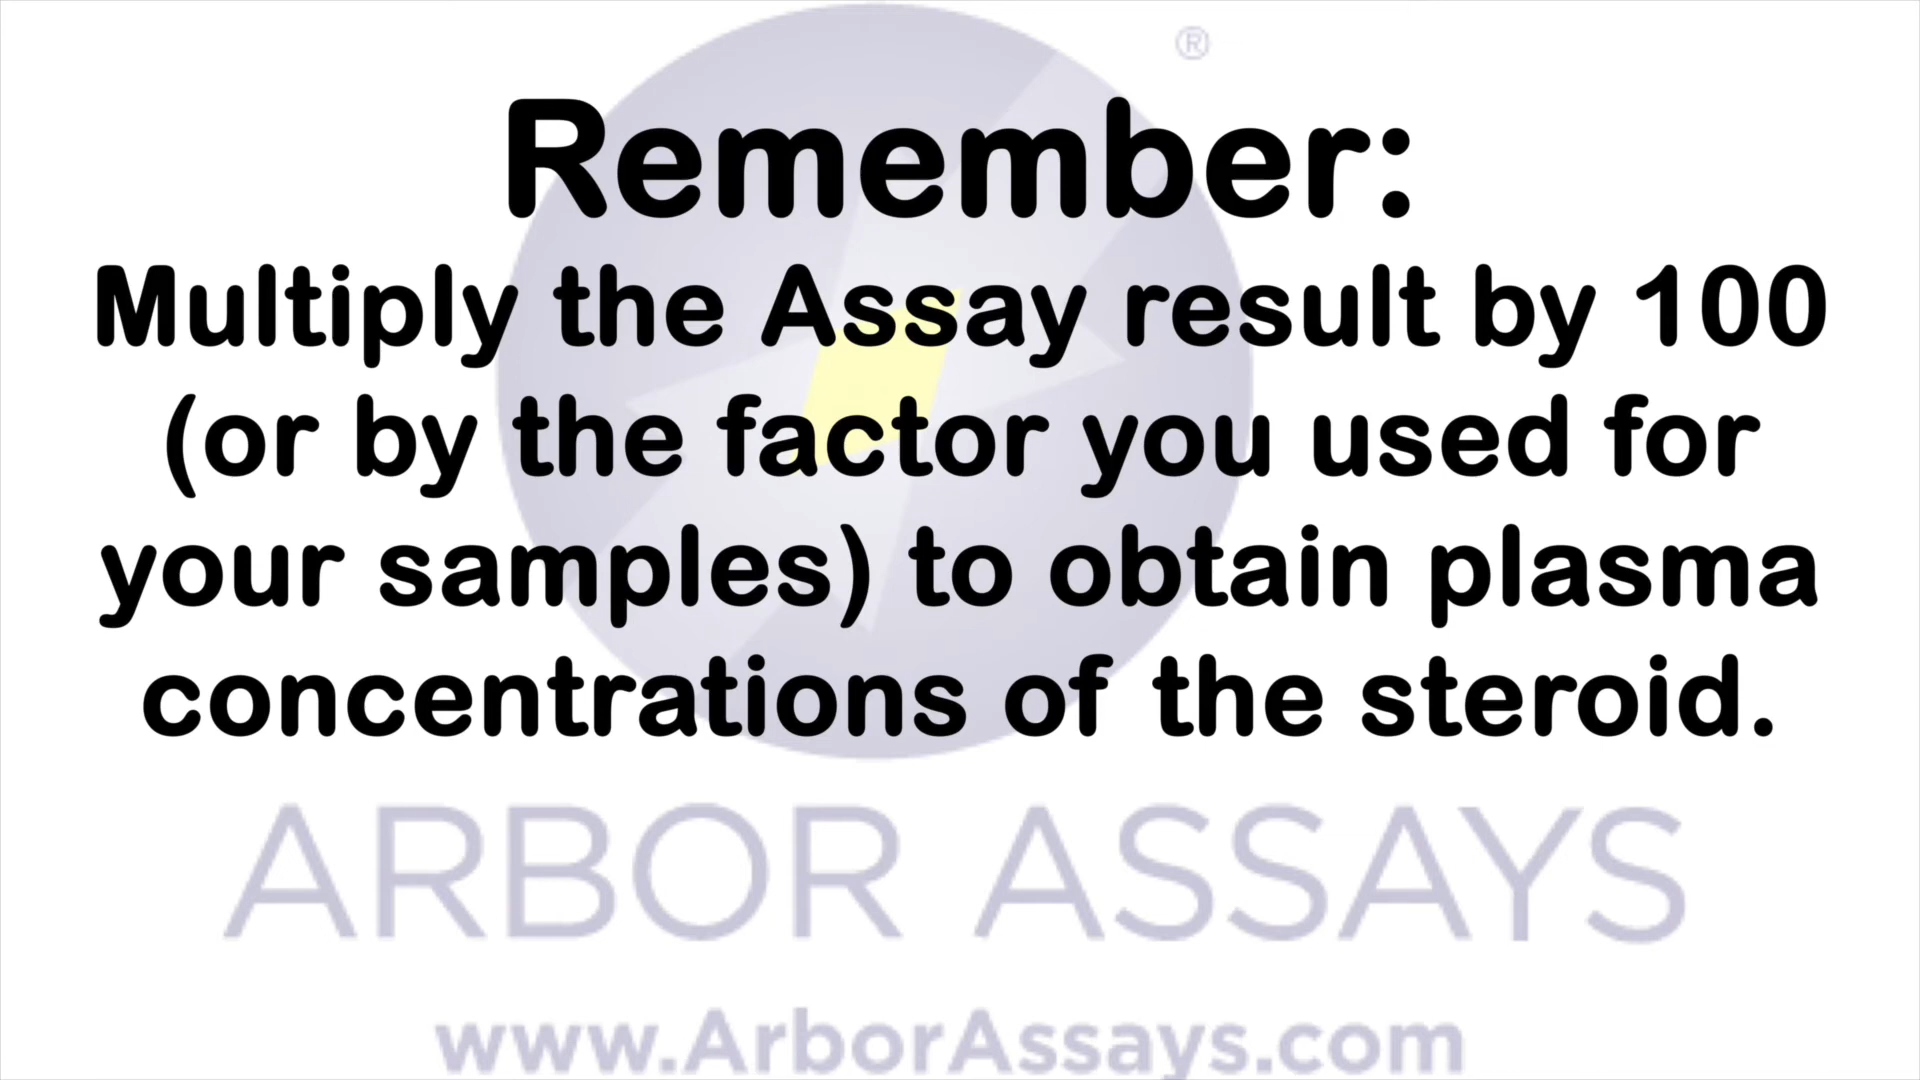 ®
Remember:
Multiply the Assay result by 100
(or by the factor you used for
your samples) to obtain plasma
concentrations of the steroid.
ARBOR ASSAYS
www.ArborAssays.com